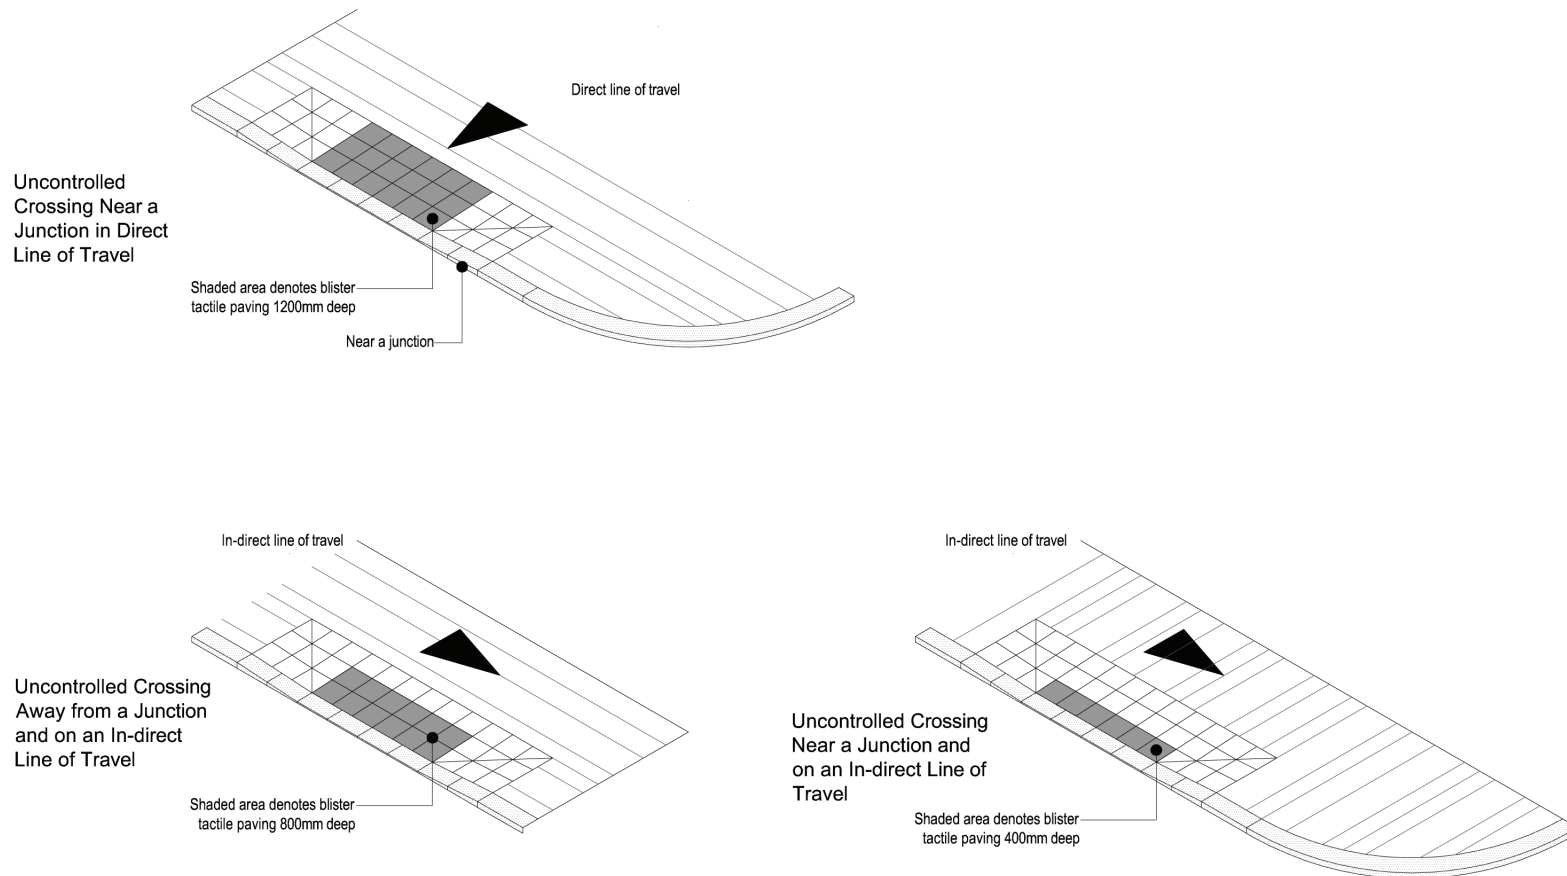 Direct line of travel
Uncontrolled
Crossing Near a
Junction in Direct
Line of Travel
Shaded area denotes blister
tactile paving 1200mm deep
Near a junction
In-direct line of travel
Uncontrolled Crossing
Away from a Junction
and on an In-direct
Line of Travel
Shaded area denotes blister
tactile paving 800mm deep
In-direct line of travel
Uncontrolled Crossing
Near a Junction and
on an In-direct Line of
Travel
Shaded area denotes blister
tactile paving 400mm deep